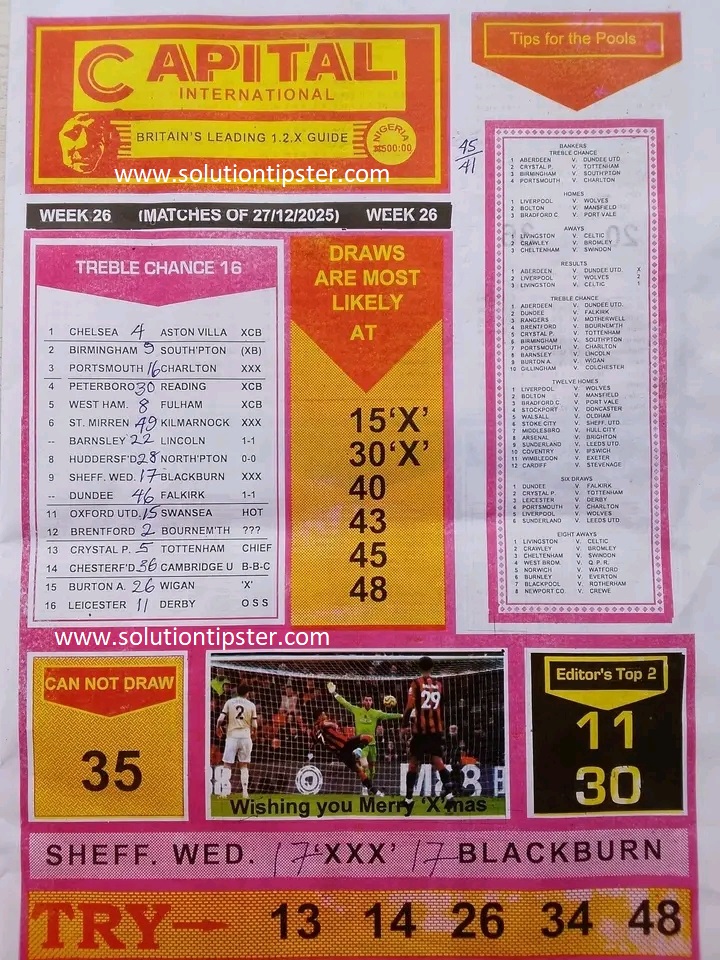 CAPITAL
INTERNATIONAL
BRITAIN'S LEADING 1.2.X GUIDE
NIGERIA
₦500:00
www.solutiontipster.com
Tips for the Pools
45
41
WEEK 26 (MATCHES OF 27/12/2025) WEEK 26
TREBLE CHANCE 16
1 CHELSEA 4 ASTON VILLA XCB
2 BIRMINGHAM SOUTH'PTON (XB)
3 PORTSMOUTH 16 CHARLTON XXX
4 PETERBORO 30 READING XCB
5 WEST HAM. 8 FULHAM XCB
6 ST. MIRREN 49 KILMARNOCK XXX
-- BARNSLEY 22 LINCOLN 1-1
8 HUDDERSF'D 28 NORTH'PTON 0-0
9 SHEFF. WED. 17 BLACKBURN XXX
-- DUNDEE 46 FALKIRK 1-1
11 OXFORD UTD. 15 SWANSEA HOT
12 BRENTFORD 2 BOURNEM'TH ???
13 CRYSTAL P. 5 TOTTENHAM CHIEF
14 CHESTERF'D 36 CAMBRIDGE U B-B-C
15 BURTON A. 26 WIGAN 'X'
16 LEICESTER 11 DERBY O S S
DRAWS
ARE MOST
LIKELY
AT
15'X'
30'X'
40
43
45
48
BANKERS
TREBLE CHANCE
1 ABERDEEN V. DUNDEE UTD
2 CRYSTAL P. V. TOTTENHAM
3 BIRMINGHAM V. SOUTH'PTON
4 PORTSMOUTH V. CHARLTON
HOMES
1 LIVERPOOL V. WOLVES
2 BOLTON V. MANSFIELD
3 BRADFORD C. V. PORT VALE
AWAYS
1 LIVINGSTON V. CELTIC
2 CRAWLEY V. BROMLEY
3 CHELTENHAM V. SWINDON
RESULTS
1 ABERDEEN V. DUNDEE UTD. X
2 LIVERPOOL V. WOLVES 2
3 LIVINGSTON V. CELTIC 1
TREBLE CHANCE
1 ABERDEEN V. DUNDEE UTD.
2 DUNDEE V. FALKIRK
3 RANGERS V. MOTHERWELL
4 BRENTFORD V. BOURNEM'TH
5 CRYSTAL P. V. TOTTENHAM
6 BIRMINGHAM V. SOUTH'PTON
7 PORTSMOUTH V. CHARLTON
8 BARNSLEY V. LINCOLN
9 BURTON A. V. WIGAN
10 GILLINGHAM V. COLCHESTER
TWELVE HOMES
1 LIVERPOOL V. WOLVES
2 BOLTON V. MANSFIELD
3 BRADFORD C. V. PORT VALE
4 STOCKPORT V. DONCASTER
5 WALSALL V. OLDHAM
6 STOKE CITY V. SHEFF. UTD.
7 MIDDLESBRO V. HULL CITY
8 ARSENAL V. BRIGHTON
9 SUNDERLAND V. LEEDS UTD.
10 COVENTRY V. IPSWICH
11 WIMBLEDON V. EXETER
12 CARDIFF V. STEVENAGE
SIX DRAWS
1 DUNDEE V. FALKIRK
2 CRYSTAL P. V. TOTTENHAM
3 LEICESTER V. DERBY
4 PORTSMOUTH V. CHARLTON
5 LIVERPOOL V. WOLVES
6 SUNDERLAND V. LEEDS UTD
EIGHT AWAYS
1 LIVINGSTON V. CELTIC
2 CRAWLEY V. BROMLEY
3 CHELTENHAM V. SWINDON
4 WEST BROM. V. Q. P. R.
5 NORWICH V. WATFORD
6 BURNLEY V. EVERTON
7 BLACKPOOL V. ROTHERHAM
8 NEWPORT CO. V. CREWE
www.solutiontipster.com
CAN NOT DRAW
35
2
29
Wishing you Merry 'X'mas
Editor's Top 2
11
30
SHEFF. WED. 17 'XXX' 17 BLACKBURN
TRY 13 14 26 34 48